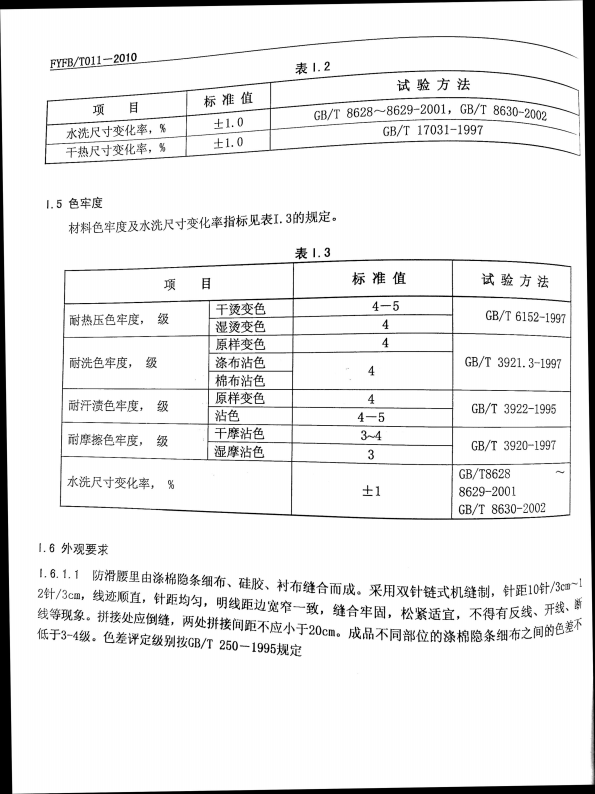 FYFB/T011—2010
表 I.2
项 目 标 准 值 试 验 方 法
水洗尺寸变化率，% ±1.0 GB/T 8628～8629-2001，GB/T 8630-2002
干热尺寸变化率，% ±1.0 GB/T 17031-1997
I.5 色牢度
材料色牢度及水洗尺寸变化率指标见表I.3的规定。
表 I.3
项 目 标 准 值 试 验 方 法
耐热压色牢度， 级 干烫变色 4—5 GB/T 6152-1997
湿烫变色 4
耐洗色牢度， 级 原样变色 4 GB/T 3921.3-1997
涤布沾色 4
棉布沾色
耐汗渍色牢度， 级 原样变色 4 GB/T 3922-1995
沾色 4—5
耐摩擦色牢度， 级 干摩沾色 3~4 GB/T 3920-1997
湿摩沾色 3
水洗尺寸变化率， % ±1 GB/T8628 ～
8629-2001
GB/T 8630-2002
I.6 外观要求
I.6.1.1 防滑腰里由涤棉隐条细布、硅胶、衬布缝合而成。采用双针链式机缝制，针距10针/3cm~1
2针/3cm，线迹顺直，针距均匀，明线距边宽窄一致，缝合牢固，松紧适宜，不得有反线、开线、断
线等现象。拼接处应倒缝，两处拼接间距不应小于20cm。成品不同部位的涤棉隐条细布之间的色差不
低于3-4级。色差评定级别按GB/T 250－1995规定